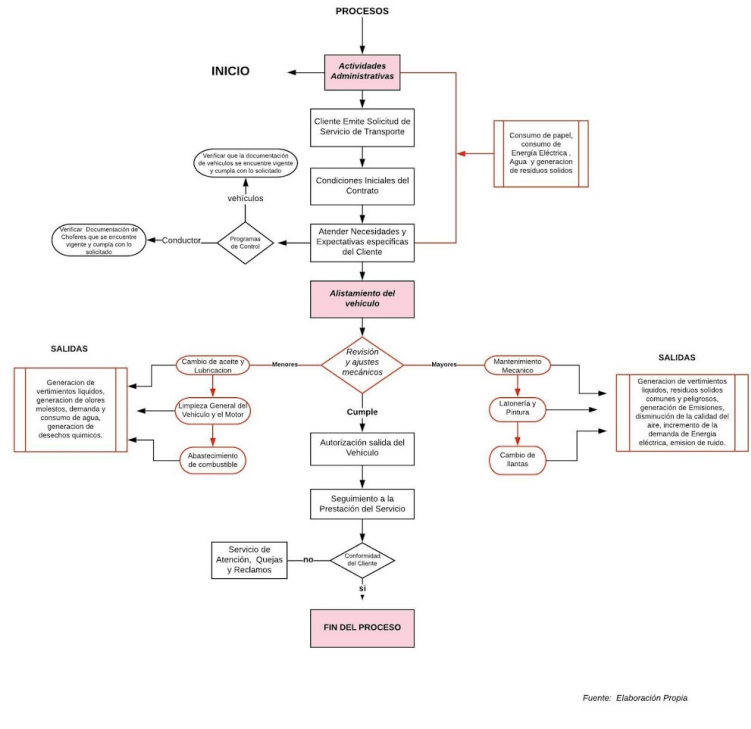 PROCESOS
INICIO
Actividades
Administrativas
Cliente Emite Solicitud de
Servicio de Transporte
Consumo de papel,
consumo de
Energía Eléctrica ,
Agua y generacion
de residuos solidos
Verificar que la documentación
de vehiculos se encuentre vigente
y cumpla con lo solicitado
Condiciones Iniciales del
Contrato
vehículos
Verificar Documentación de
Choferes que se encuentre
vigente y cumpla con lo
solicitado
Conductor
Programas
de Control
Atender Necesidades y
Expectativas especificas
del Cliente
Alistamiento del
vehiculo
SALIDAS
Generacion de
vertimientos liquidos,
generacion de olores
molestos, demanda y
consumo de agua,
generacion de
desechos quimicos.
Cambio de aceite y
Lubricacion
Limpieza General del
Vehiculo y el Motor
Abastecimiento
de combustible
Menores
Revisión
y ajustes
mecánicos
Mayores
Mantenimiento
Mecanico
Latonería y
Pintura
Cambio de
llantas
SALIDAS
Generacion de vertimientos
liquidos, residuos solidos
comunes y peligrosos,
generación de Emisiones,
disminución de la calidad del
aire, incremento de la
demanda de Energia
eléctrica, emision de ruido.
Cumple
Autorización salida del
Vehículo
Seguimiento a la
Prestación del Servicio
Servicio de
Atención, Quejas
y Reclamos
no
Conformidad
del Cliente
si
FIN DEL PROCESO
Fuente: Elaboración Propia